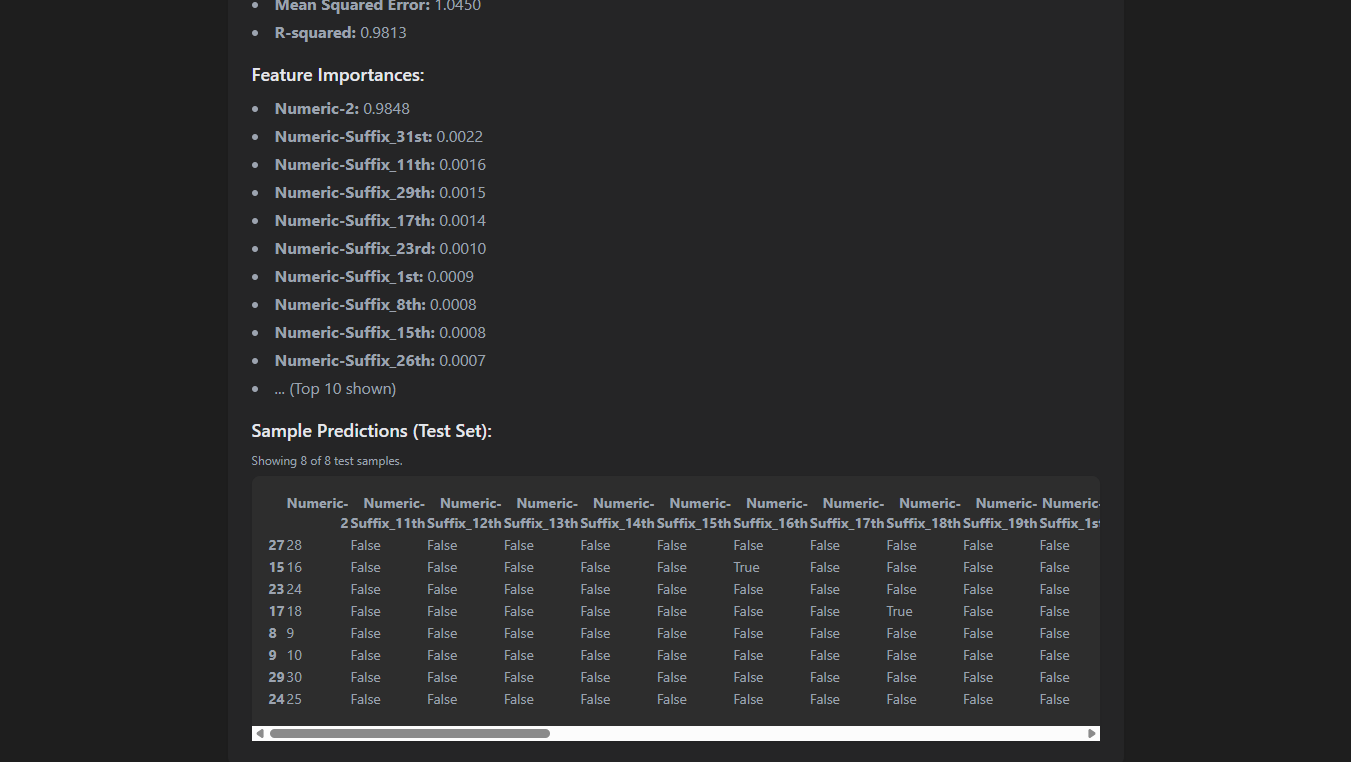 Mean Squared Error: 1.0450
R-squared: 0.9813
Feature Importances:
Numeric-2: 0.9848
Numeric-Suffix_31st: 0.0022
Numeric-Suffix_11th: 0.0016
Numeric-Suffix_29th: 0.0015
Numeric-Suffix_17th: 0.0014
Numeric-Suffix_23rd: 0.0010
Numeric-Suffix_1st: 0.0009
Numeric-Suffix_8th: 0.0008
Numeric-Suffix_15th: 0.0008
Numeric-Suffix_26th: 0.0007
... (Top 10 shown)
Sample Predictions (Test Set):
Showing 8 of 8 test samples.
Numeric- Numeric- Numeric- Numeric- Numeric- Numeric- Numeric- Numeric- Numeric- Numeric- Numeric-
2 Suffix_11th Suffix_12th Suffix_13th Suffix_14th Suffix_15th Suffix_16th Suffix_17th Suffix_18th Suffix_19th Suffix_1st
27 28 False False False False False False False False False False
15 16 False False False False False True False False False False
23 24 False False False False False False False False False False
17 18 False False False False False False False True False False
8 9 False False False False False False False False False False
9 10 False False False False False False False False False False
29 30 False False False False False False False False False False
24 25 False False False False False False False False False False